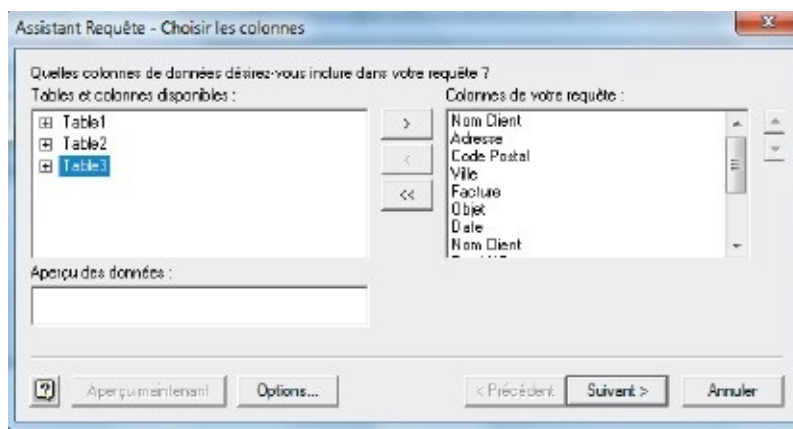 Assistant Requête - Choisir les colonnes
Quelles colonnes de données désirez-vous inclure dans votre requête ?
Tables et colonnes disponibles :
Table1
Table2
Table3
>
<
<<
Colonnes de votre requête :
Nom Client
Adresse
Code Postal
Ville
Facture
Objet
Date
Nom Client
Aperçu des données :
Aperçu maintenant
Options...
< Précédent
Suivant >
Annuler